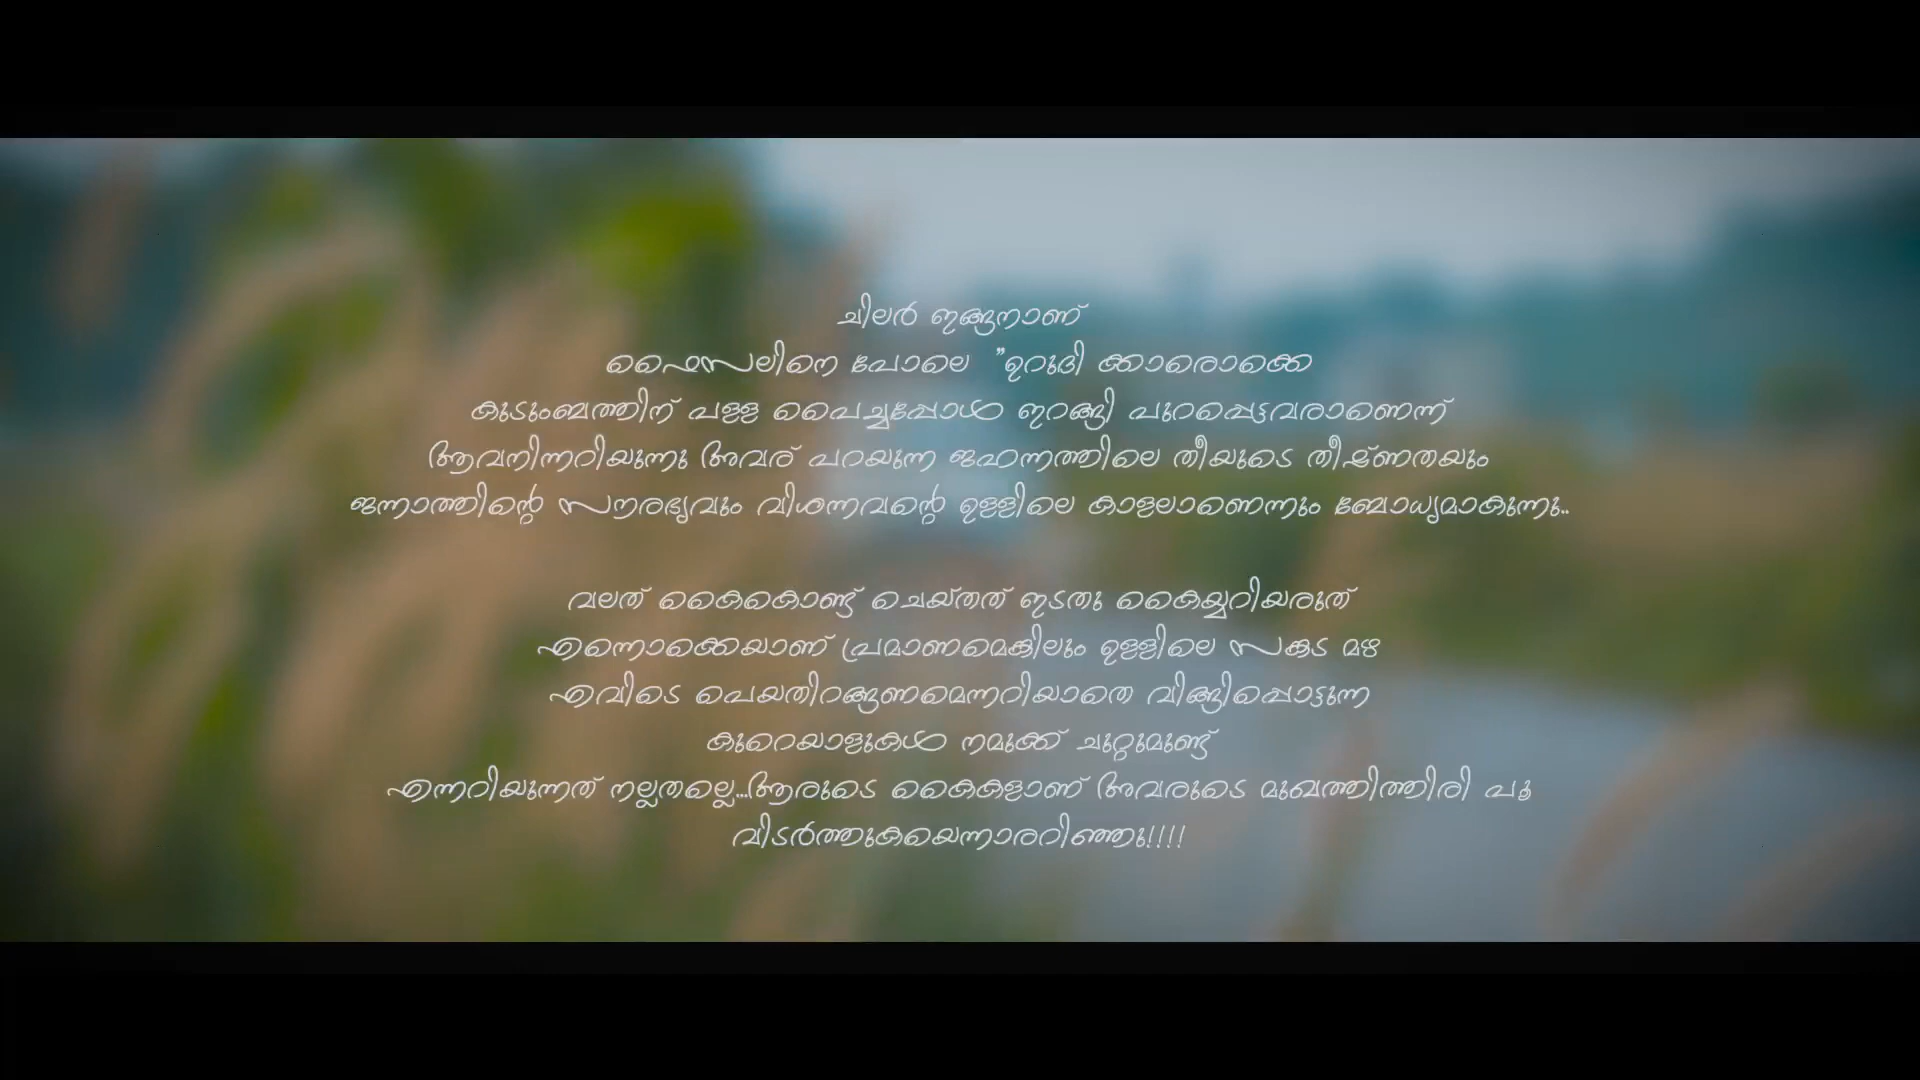 ചിലർ ഇങ്ങനാണ്
ഫൈസലിനെ പോലെ "ഉറുദി ക്കാരൊക്കെ
കുടുംബത്തിന് പള്ള പൈച്ചപ്പോൾ ഇറങ്ങി പുറപ്പെട്ടവരാണെന്ന്
ആവനിന്നറിയുന്നു അവര് പറയുന്ന ജഹന്നത്തിലെ തീയുടെ തീഷ്ണതയും
ജന്നാത്തിന്റെ സൗരഭ്യവും വിശന്നവന്റെ ഉള്ളിലെ കാളലാണെന്നും ബോധ്യമാകുന്നു..
വലത് കൈകൊണ്ട് ചെയ്തത് ഇടതു കൈയ്യറിയരുത്
എന്നൊക്കെയാണ് പ്രമാണമെങ്കിലും ഉള്ളിലെ സങ്കട മഴ
എവിടെ പെയതിറങ്ങണമെന്നറിയാതെ വിങ്ങിപ്പൊട്ടുന്ന
കുറെയാളുകൾ നമുക്ക് ചുറ്റുമുണ്ട്
എന്നറിയുന്നത് നല്ലതല്ലെ...ആരുടെ കൈകളാണ് അവരുടെ മുഖത്തിത്തിരി പൂ
വിടർത്തുകയെന്നാരറിഞ്ഞു!!!!